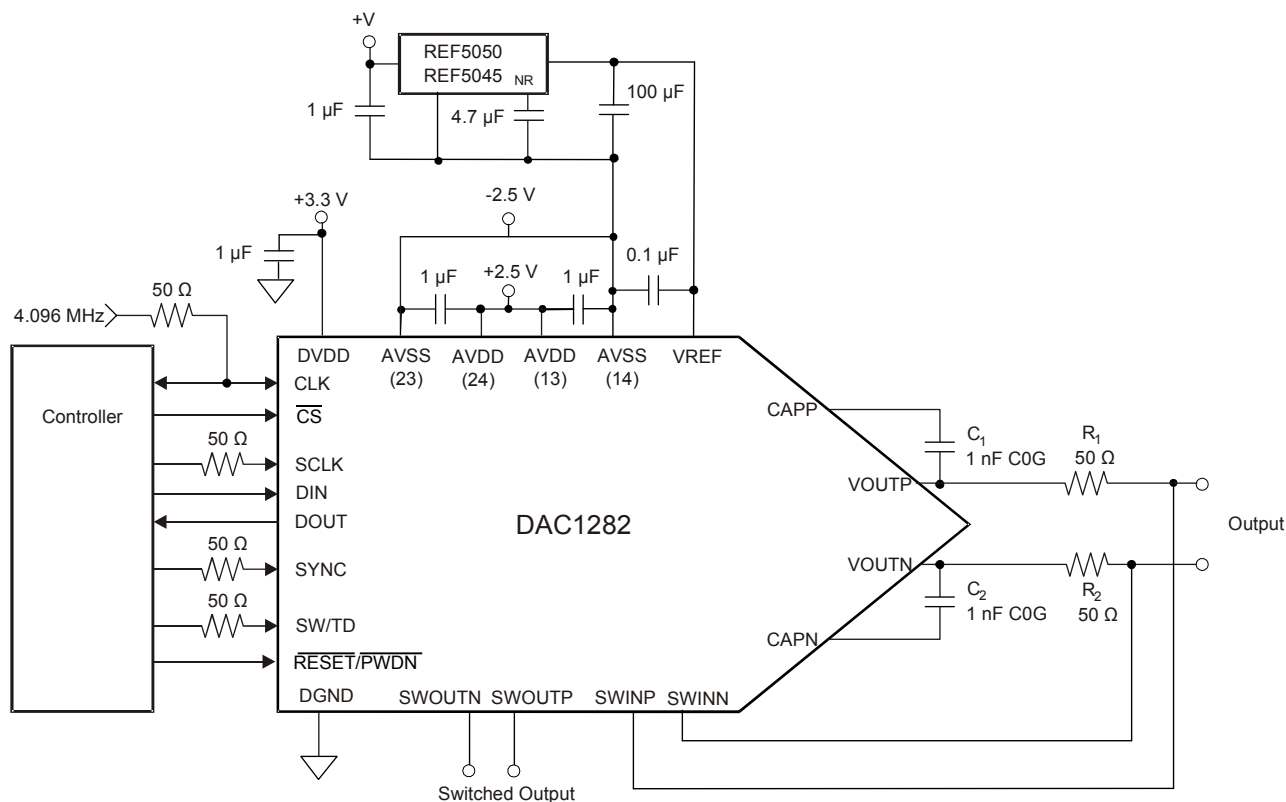 +V
REF5050
REF5045
NR
1 µF
4.7 µF
100 µF
+3.3 V
-2.5 V
1 µF
0.1 µF
1 µF
+2.5 V
1 µF
50 Ω
4.096 MHz
DVDD
AVSS
(23)
AVDD
(24)
AVDD
(13)
AVSS
(14)
VREF
Controller
CLK
CS
50 Ω
SCLK
DIN
DOUT
50 Ω
SYNC
50 Ω
SW/TD
RESET/PWDN
DGND
SWOUTN
SWOUTP
SWINP
SWINN
DAC1282
CAPP
C1
1 nF C0G
R1
50 Ω
VOUTP
Output
VOUTN
C2
1 nF C0G
R2
50 Ω
CAPN
Switched Output